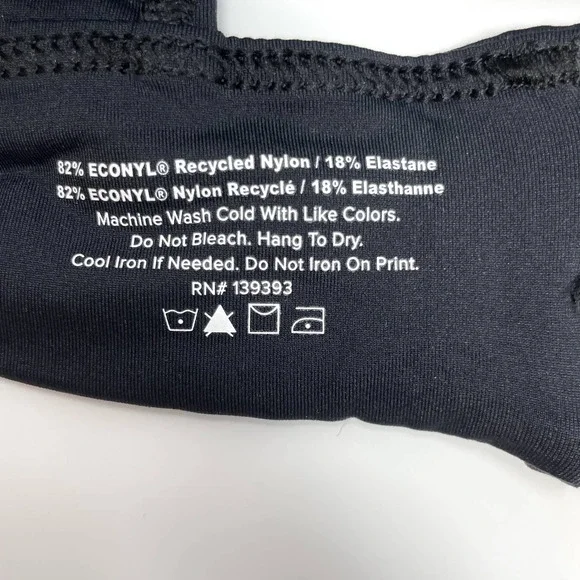 82% ECONYL® Recycled Nylon / 18% Elastane
82% ECONYL® Nylon Recyclé / 18% Elasthanne
Machine Wash Cold With Like Colors.
Do Not Bleach. Hang To Dry.
Cool Iron If Needed. Do Not Iron On Print.
RN# 139393